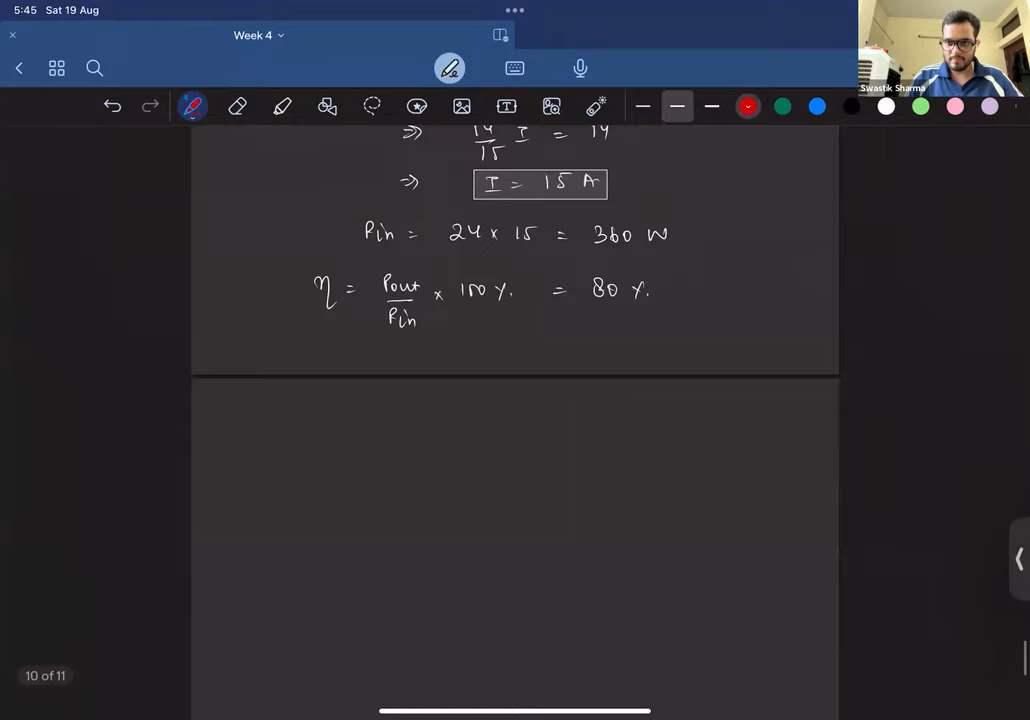 5:45 Sat 19 Aug
Week 4
Swastik Sharma
⇒ 14/15 I = 14
⇒ I = 15 A
Pin = 24 × 15 = 360 W
η = Pout/Pin × 100 % = 80 %
10 of 11